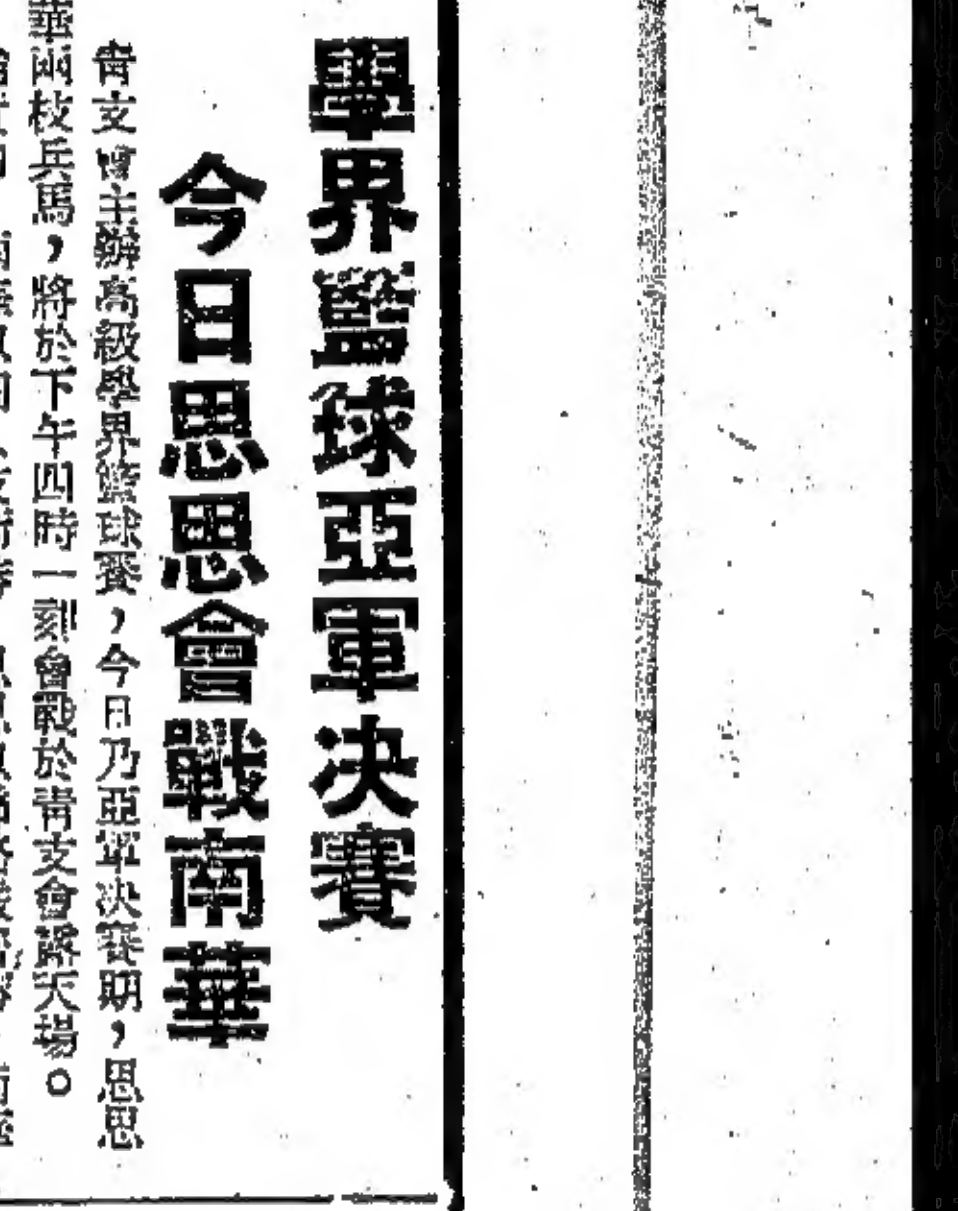 學界籃球亞軍決賽
今日思思會戰南華
青支會主辦高級學界籃球賽，今日乃亞軍決賽期，思思
華兩枝兵馬，將於下午四時一刻會戰於青支會露天場。